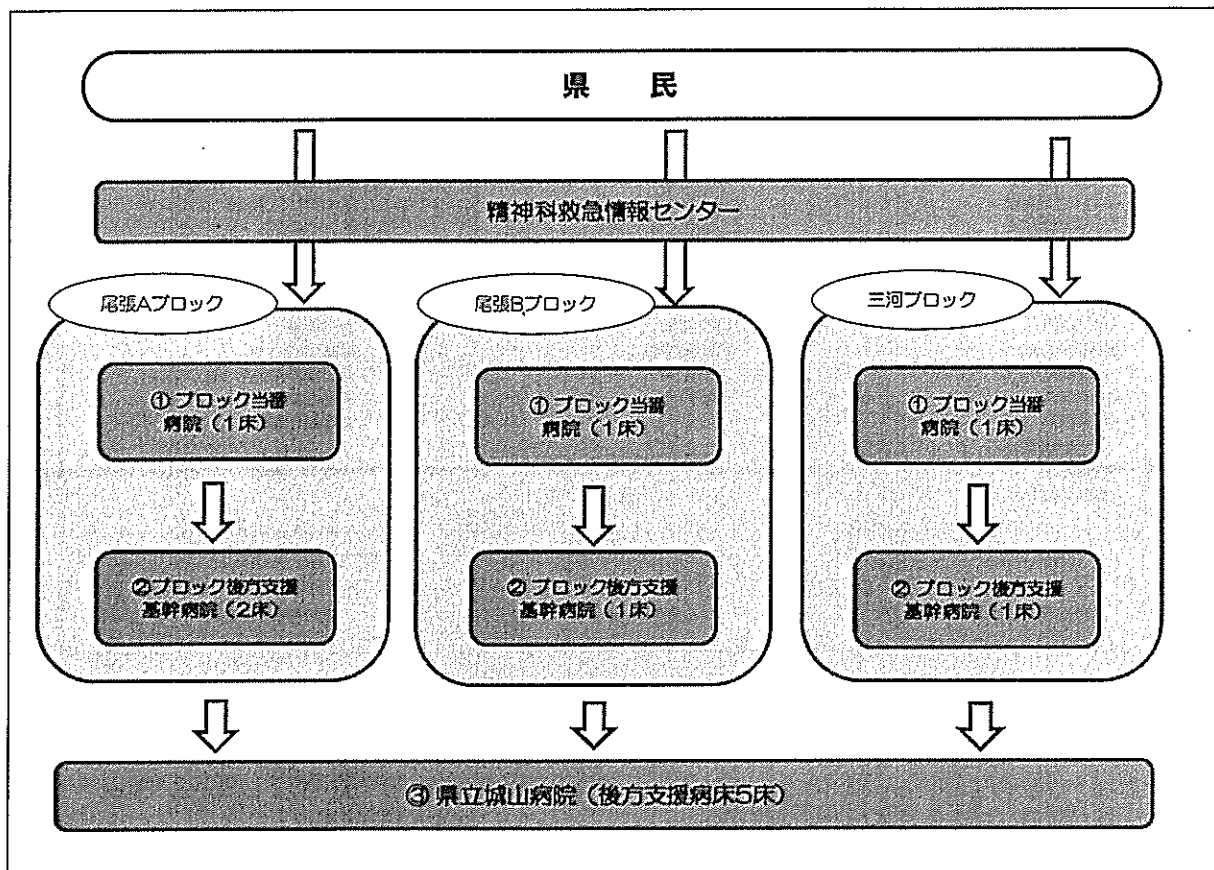 県 民
精神科救急情報センター
尾張Aブロック
① ブロック当番
病院（1床）
②ブロック後方支援
基幹病院（2床）
尾張Bブロック
① ブロック当番
病院（1床）
② ブロック後方支援
基幹病院（1床）
三河ブロック
① ブロック当番
病院（1床）
② ブロック後方支援
基幹病院（1床）
③ 県立城山病院（後方支援病床5床）